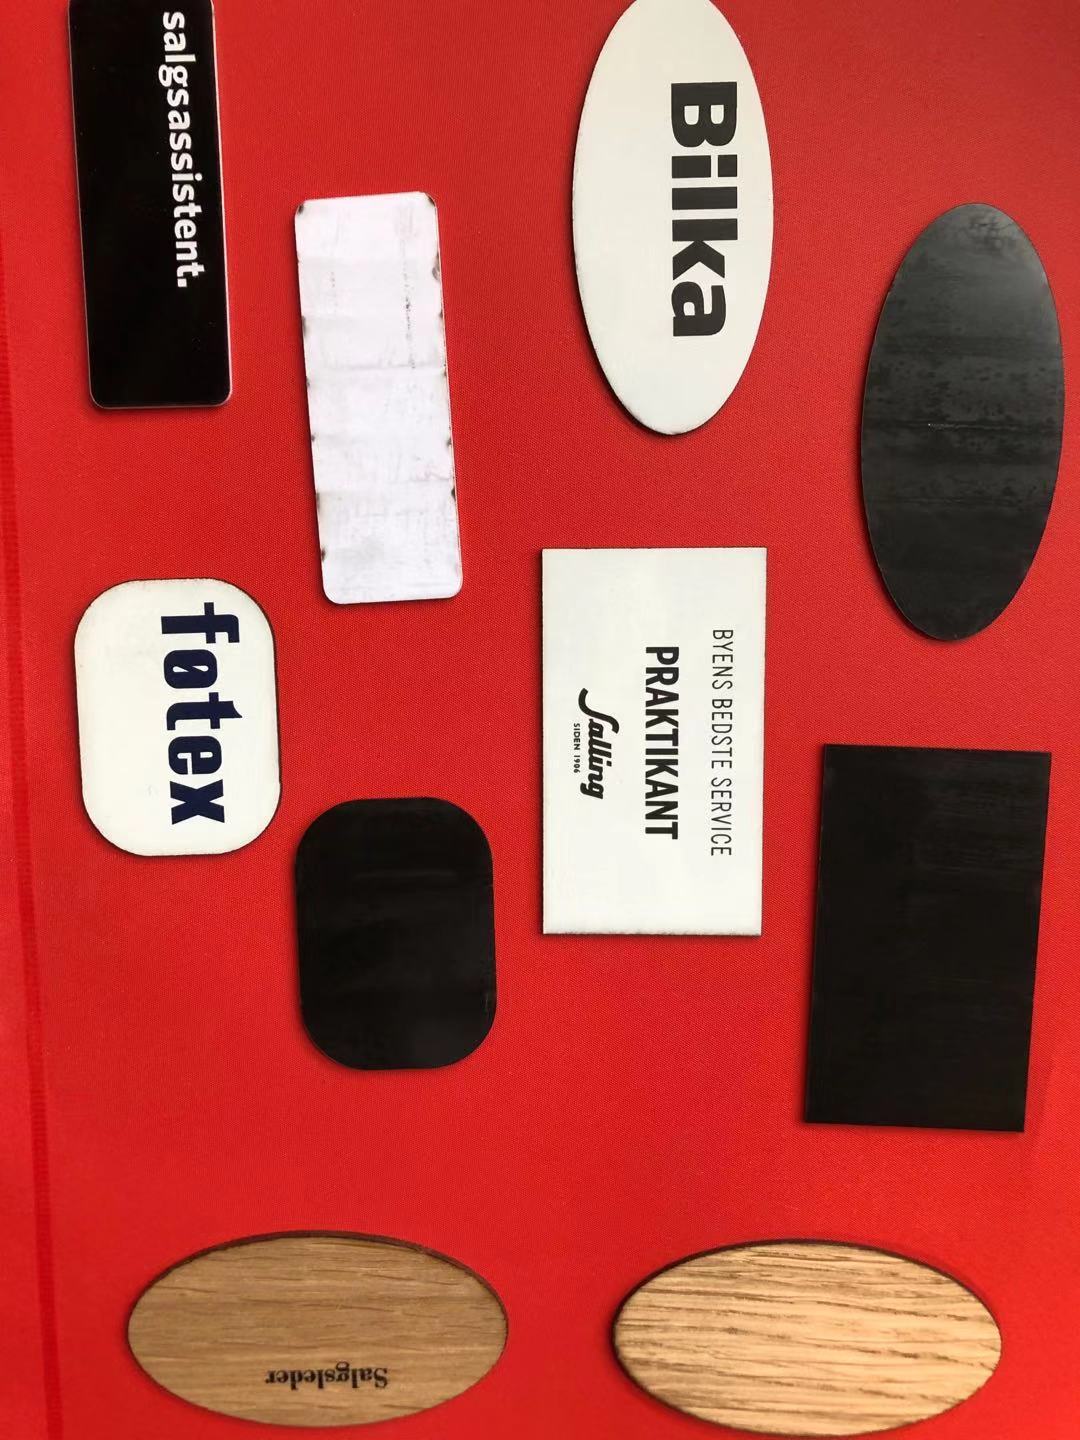 salgsassistent.
Bilka
føtex
BYENS BEDSTE SERVICE
PRAKTIKANT
Salling
SIDEN 1906
Salgsleder